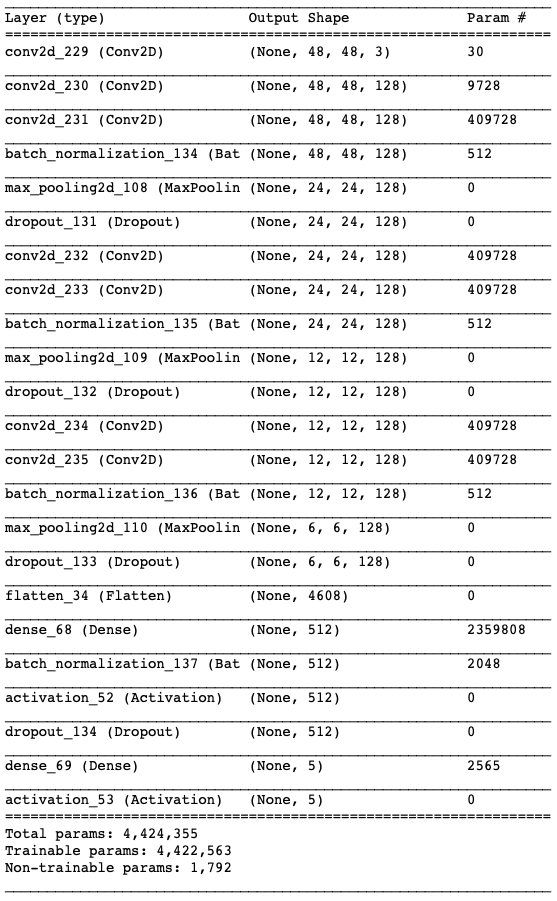 Layer (type) Output Shape Param #
conv2d_229 (Conv2D) (None, 48, 48, 3) 30
conv2d_230 (Conv2D) (None, 48, 48, 128) 9728
conv2d_231 (Conv2D) (None, 48, 48, 128) 409728
batch_normalization_134 (Bat (None, 48, 48, 128) 512
max_pooling2d_108 (MaxPoolin (None, 24, 24, 128) 0
dropout_131 (Dropout) (None, 24, 24, 128) 0
conv2d_232 (Conv2D) (None, 24, 24, 128) 409728
conv2d_233 (Conv2D) (None, 24, 24, 128) 409728
batch_normalization_135 (Bat (None, 24, 24, 128) 512
max_pooling2d_109 (MaxPoolin (None, 12, 12, 128) 0
dropout_132 (Dropout) (None, 12, 12, 128) 0
conv2d_234 (Conv2D) (None, 12, 12, 128) 409728
conv2d_235 (Conv2D) (None, 12, 12, 128) 409728
batch_normalization_136 (Bat (None, 12, 12, 128) 512
max_pooling2d_110 (MaxPoolin (None, 6, 6, 128) 0
dropout_133 (Dropout) (None, 6, 6, 128) 0
flatten_34 (Flatten) (None, 4608) 0
dense_68 (Dense) (None, 512) 2359808
batch_normalization_137 (Bat (None, 512) 2048
activation_52 (Activation) (None, 512) 0
dropout_134 (Dropout) (None, 512) 0
dense_69 (Dense) (None, 5) 2565
activation_53 (Activation) (None, 5) 0
Total params: 4,424,355
Trainable params: 4,422,563
Non-trainable params: 1,792